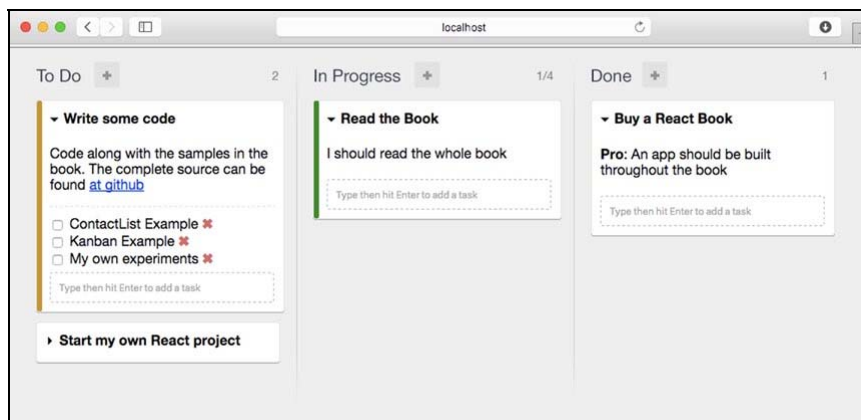 localhost
To Do + 2
Write some code
Code along with the samples in the
book. The complete source can be
found at github
ContactList Example ✖
Kanban Example ✖
My own experiments ✖
Type then hit Enter to add a task
Start my own React project
In Progress + 1/4
Read the Book
I should read the whole book
Type then hit Enter to add a task
Done + 1
Buy a React Book
Pro: An app should be built
throughout the book
Type then hit Enter to add a task